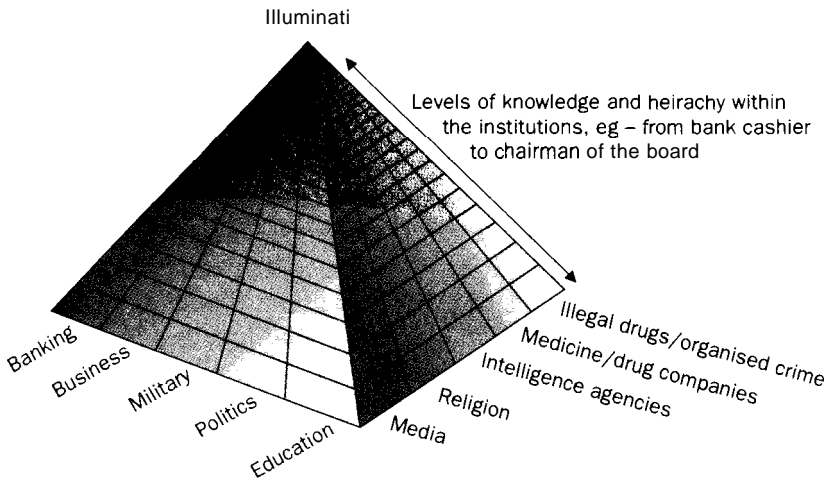 Illuminati
Levels of knowledge and heirachy within
the institutions, eg – from bank cashier
to chairman of the board
Banking
Business
Military
Politics
Education
Media
Religion
Intelligence agencies
Medicine/drug companies
Illegal drugs/organised crime